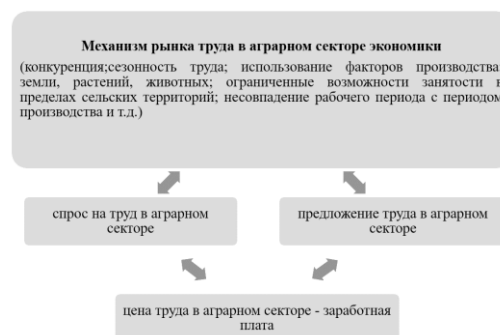 Механизм рынка труда в аграрном секторе экономики
(конкуренция;сезонность труда; использование факторов производства:
земли, растений, животных; ограниченные возможности занятости в
пределах сельских территорий; несовпадение рабочего периода с периодом
производства и т.д.)
спрос на труд в аграрном
секторе
предложение труда в аграрном
секторе
цена труда в аграрном секторе - заработная
плата